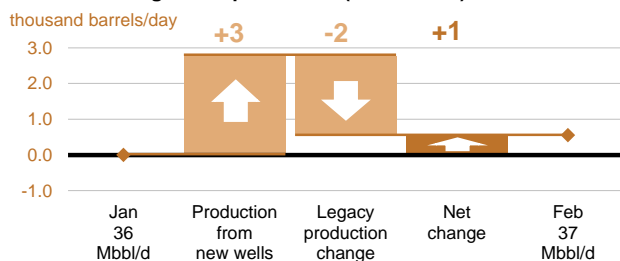 thousand barrels/day
+3 -2 +1
3.0
2.0
1.0
0.0
-1.0
Jan
36
Mbbl/d
Production
from
new wells
Legacy
production
change
Net
change
Feb
37
Mbbl/d